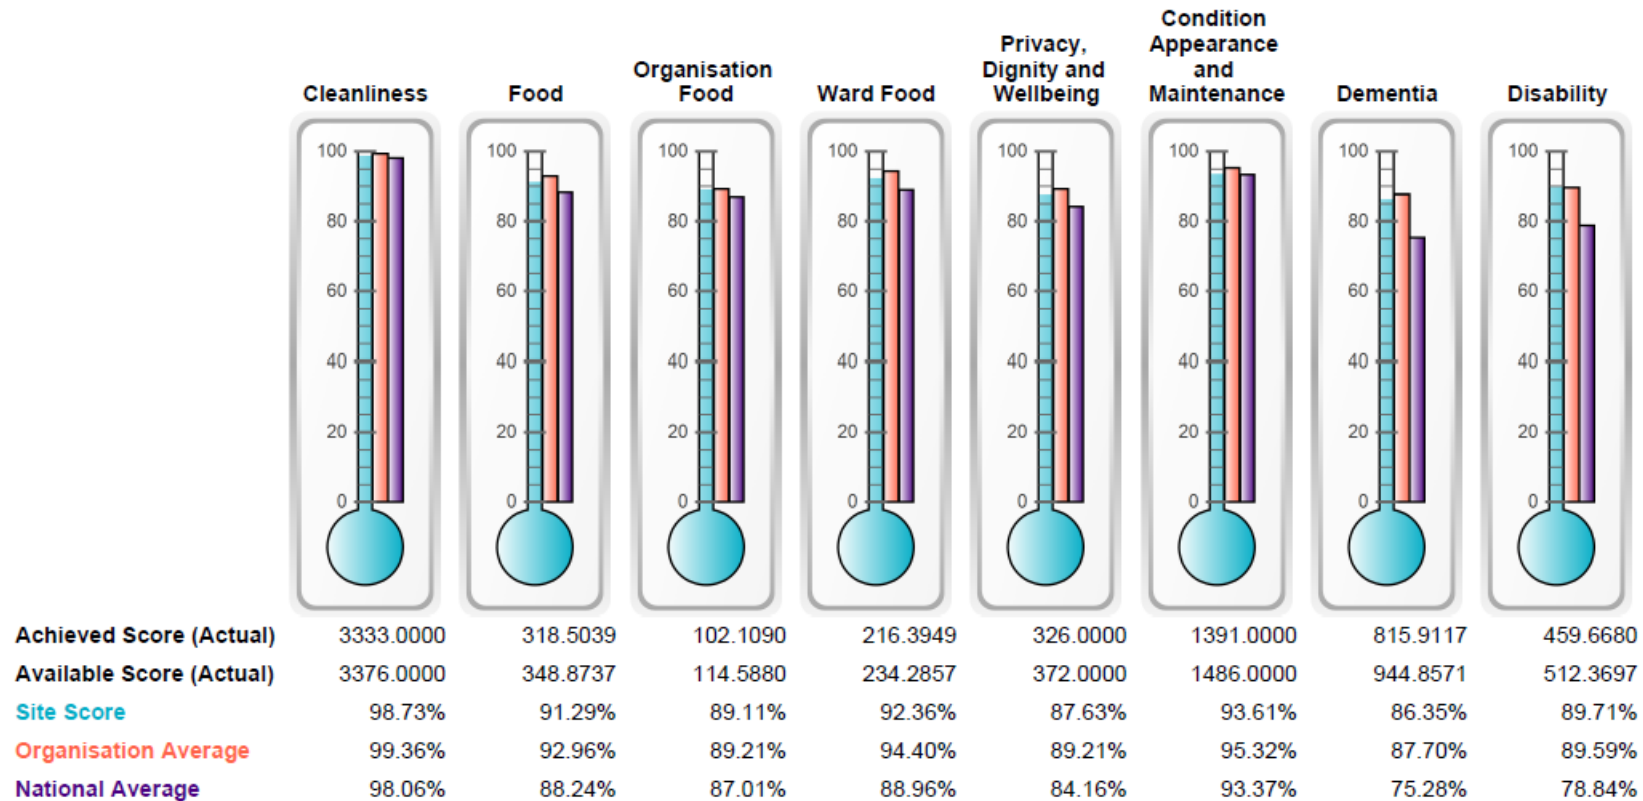 Cleanliness
Food
Organisation
Food
Ward Food
Privacy,
Dignity and
Wellbeing
Condition
Appearance
and
Maintenance
Dementia
Disability
100 100 100 100 100 100 100 100
80 80 80 80 80 80 80 80
60 60 60 60 60 60 60 60
40 40 40 40 40 40 40 40
20 20 20 20 20 20 20 20
0 0 0 0 0 0 0 0
Achieved Score (Actual) 3333.0000 318.5039 102.1090 216.3949 326.0000 1391.0000 815.9117 459.6680
Available Score (Actual) 3376.0000 348.8737 114.5880 234.2857 372.0000 1486.0000 944.8571 512.3697
Site Score 98.73% 91.29% 89.11% 92.36% 87.63% 93.61% 86.35% 89.71%
Organisation Average 99.36% 92.96% 89.21% 94.40% 89.21% 95.32% 87.70% 89.59%
National Average 98.06% 88.24% 87.01% 88.96% 84.16% 93.37% 75.28% 78.84%